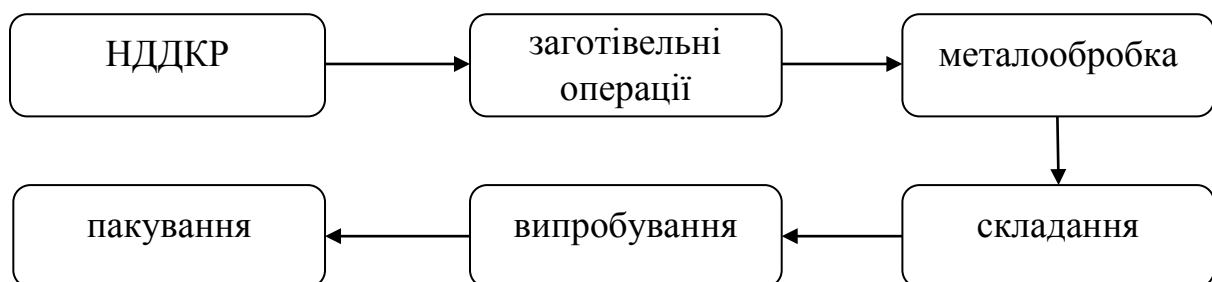 НДДКР
заготівельні
операції
металообробка
складання
випробування
пакування